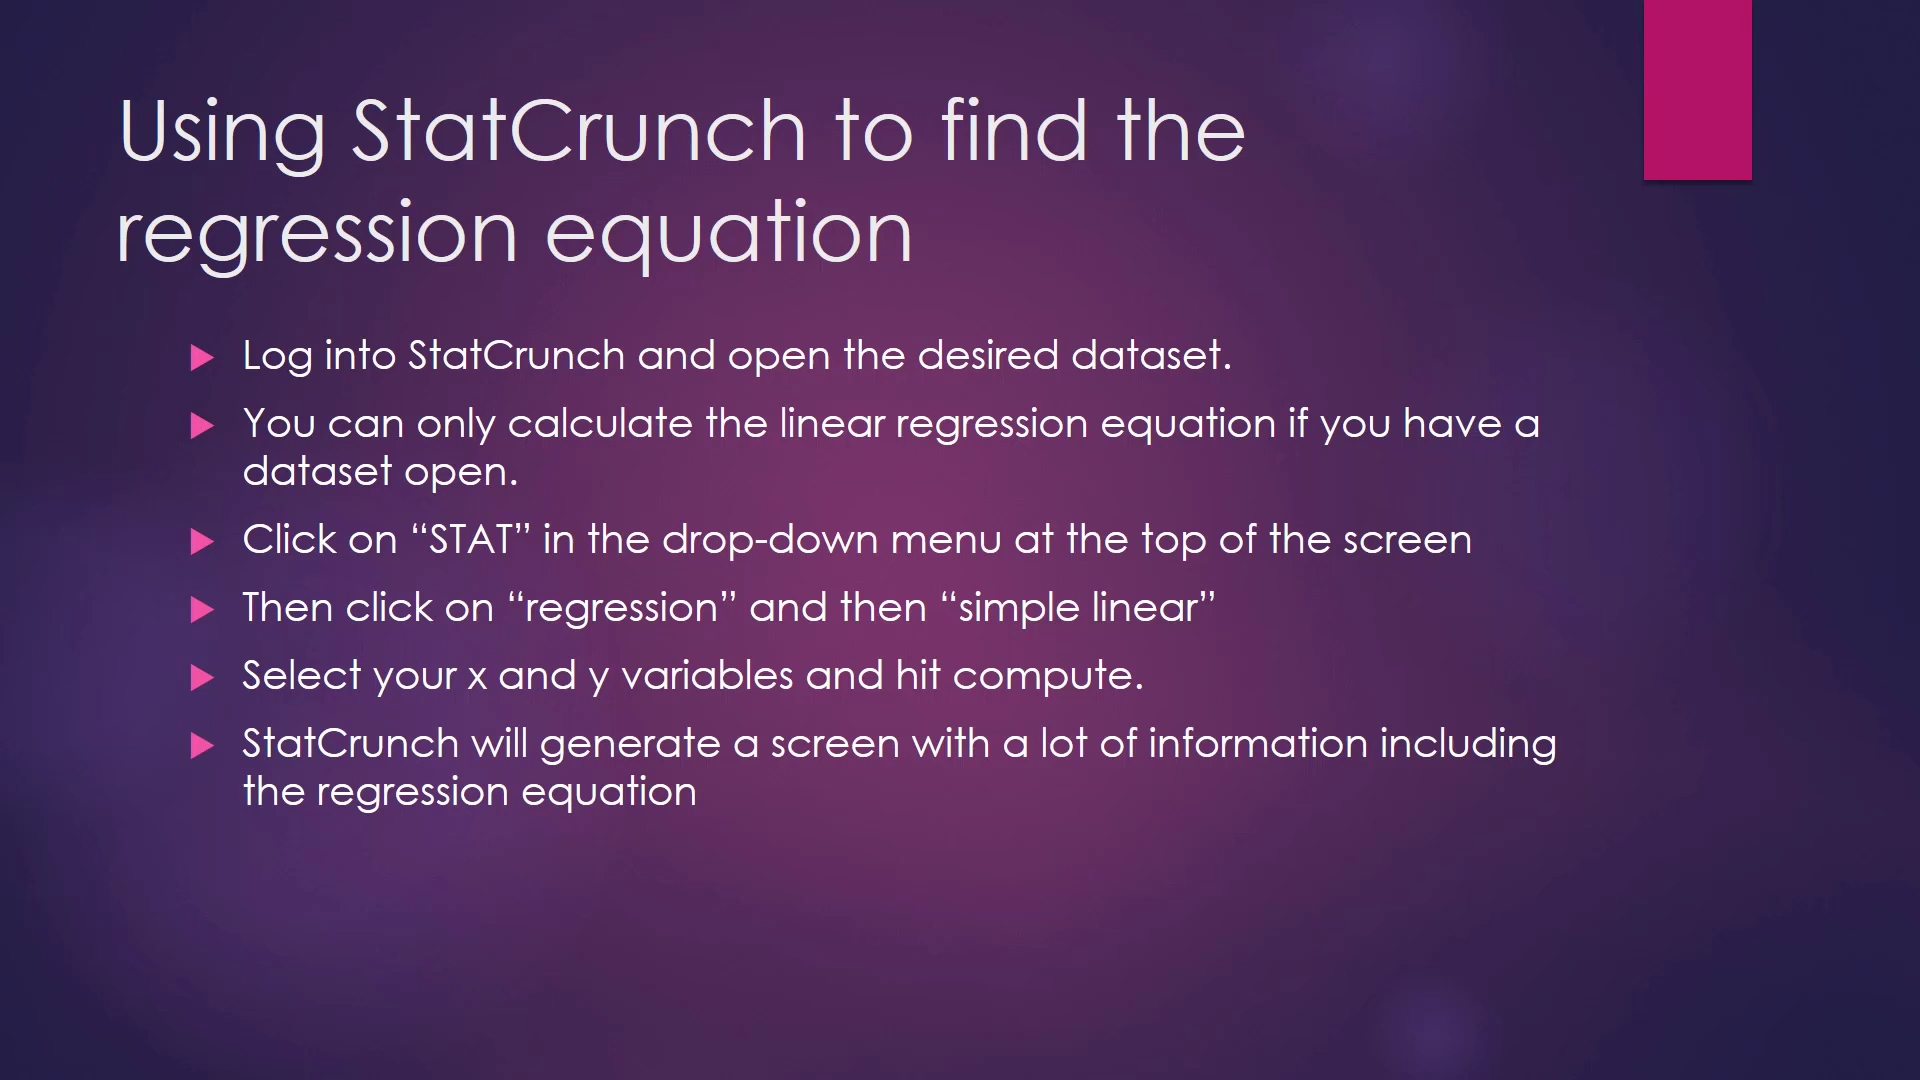 Using StatCrunch to find the
regression equation
Log into StatCrunch and open the desired dataset.
You can only calculate the linear regression equation if you have a
dataset open.
Click on “STAT” in the drop-down menu at the top of the screen
Then click on “regression” and then “simple linear”
Select your x and y variables and hit compute.
StatCrunch will generate a screen with a lot of information including
the regression equation